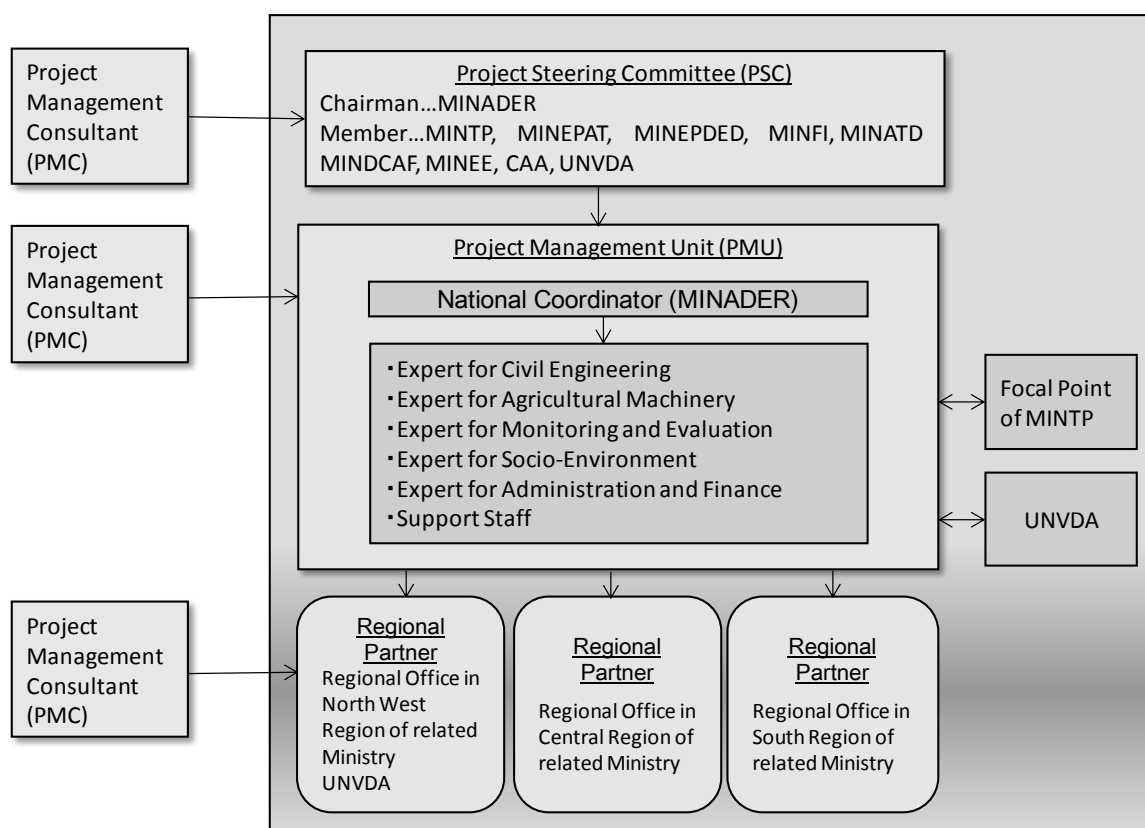 Project
Management
Consultant
(PMC)
Project Steering Committee (PSC)
Chairman…MINADER
Member…MINTP, MINEPAT, MINEPDED, MINFI, MINATD
MINDCAF, MINEE, CAA, UNVDA
Project
Management
Consultant
(PMC)
Project Management Unit (PMU)
National Coordinator (MINADER)
・Expert for Civil Engineering
・Expert for Agricultural Machinery
・Expert for Monitoring and Evaluation
・Expert for Socio-Environment
・Expert for Administration and Finance
・Support Staff
Focal Point
of MINTP
UNVDA
Project
Management
Consultant
(PMC)
Regional
Partner
Regional Office in
North West
Region of related
Ministry
UNVDA
Regional
Partner
Regional Office in
Central Region of
related Ministry
Regional
Partner
Regional Office in
South Region of
related Ministry